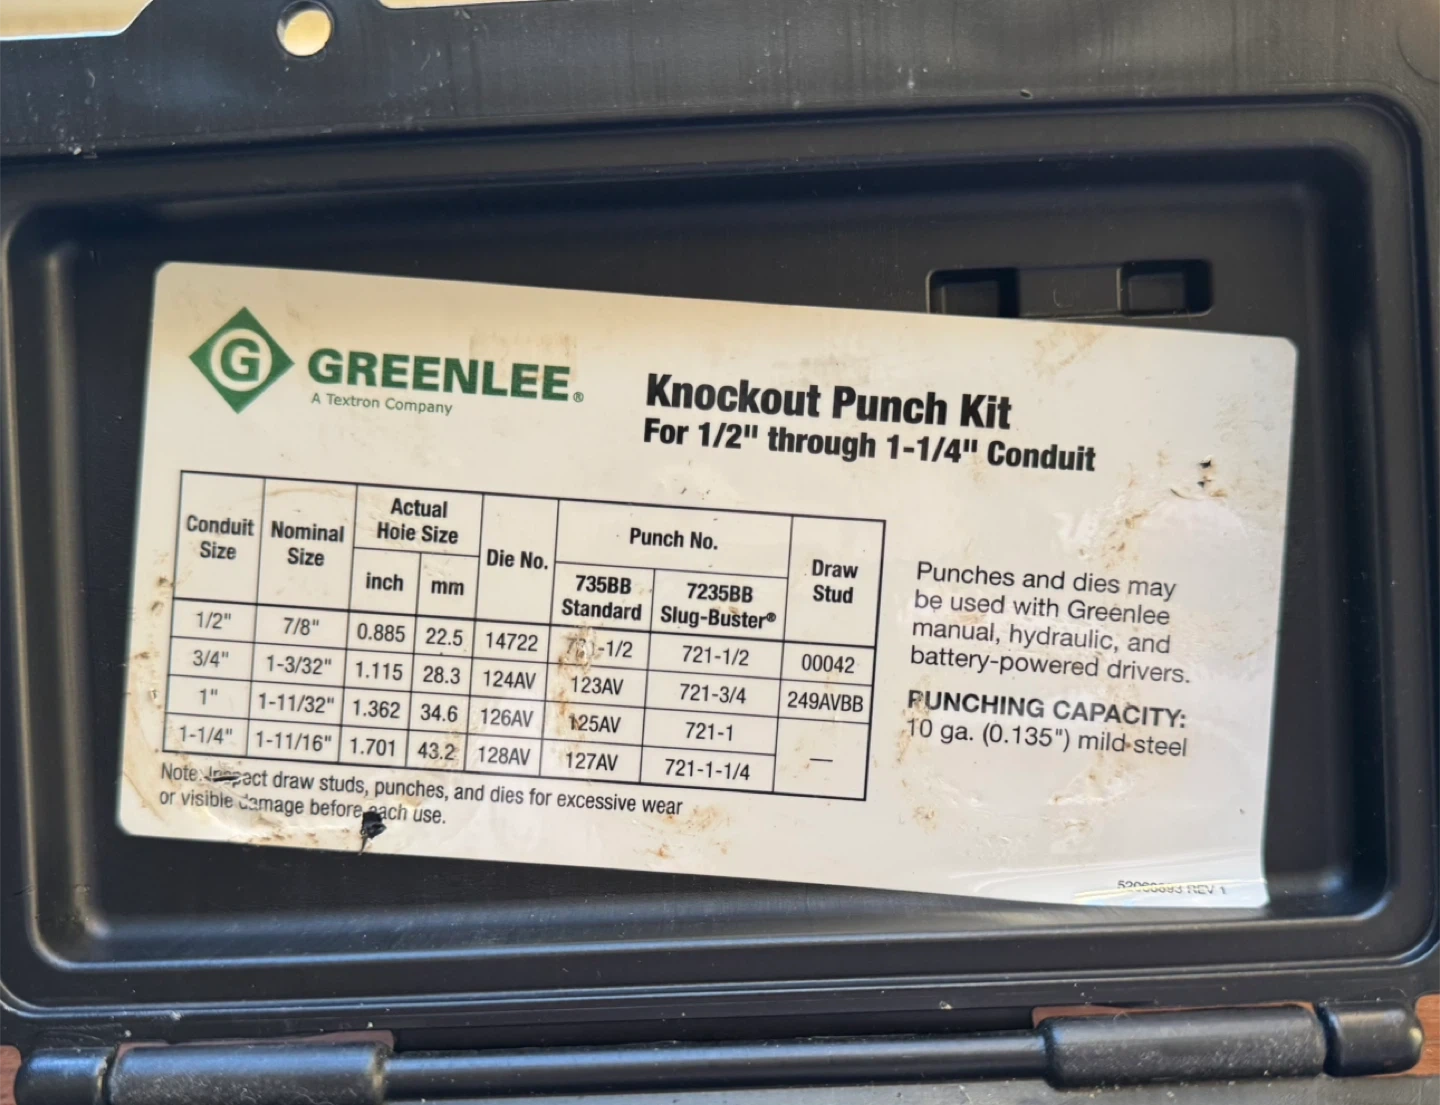 G GREENLEE®
A Textron Company
Knockout Punch Kit
For 1/2" through 1-1/4" Conduit
Conduit Size Nominal Size Actual Hole Size Die No. Punch No. Draw Stud
inch mm 735BB Standard 7235BB Slug-Buster®
1/2" 7/8" 0.885 22.5 14722 721-1/2 721-1/2 00042
3/4" 1-3/32" 1.115 28.3 124AV 123AV 721-3/4 249AVBB
1" 1-11/32" 1.362 34.6 126AV 125AV 721-1
1-1/4" 1-11/16" 1.701 43.2 128AV 127AV 721-1-1/4 —
Note: Inspect draw studs, punches, and dies for excessive wear
or visible damage before each use.
Punches and dies may
be used with Greenlee
manual, hydraulic, and
battery-powered drivers.
PUNCHING CAPACITY:
10 ga. (0.135") mild steel
REV 1